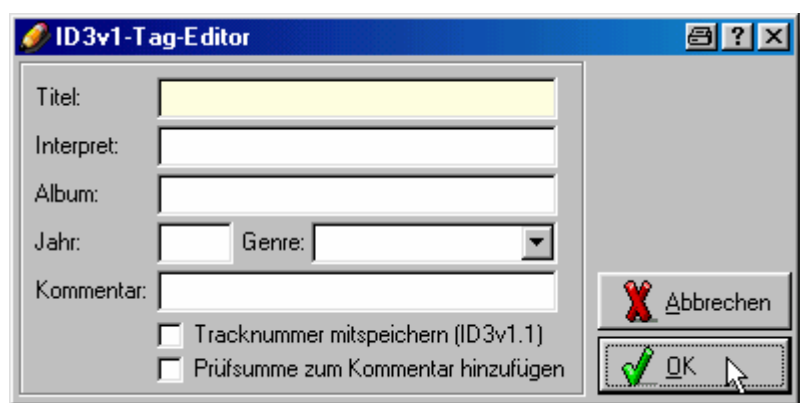 ID3v1-Tag-Editor
Titel:
Interpret:
Album:
Jahr: Genre:
Kommentar:
Abbrechen
Tracknummer mitspeichern (ID3v1.1)
Prüfsumme zum Kommentar hinzufügen
OK